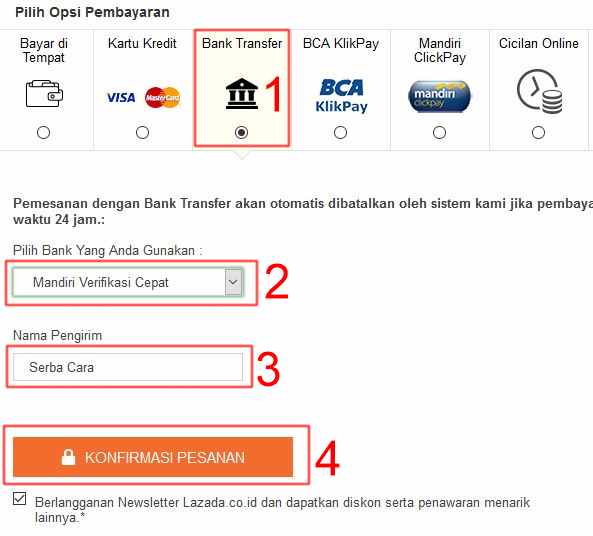 Pilih Opsi Pembayaran
Bayar di Tempat
Kartu Kredit
Bank Transfer
BCA KlikPay
Mandiri ClickPay
Cicilan Online
VISA MasterCard
1
BCA KlikPay
mandiri clickpay
Pemesanan dengan Bank Transfer akan otomatis dibatalkan oleh sistem kami jika pembaya
waktu 24 jam.:
Pilih Bank Yang Anda Gunakan :
Mandiri Verifikasi Cepat
2
Nama Pengirim
Serba Cara
3
KONFIRMASI PESANAN
4
Berlangganan Newsletter Lazada.co.id dan dapatkan diskon serta penawaran menarik
lainnya.*